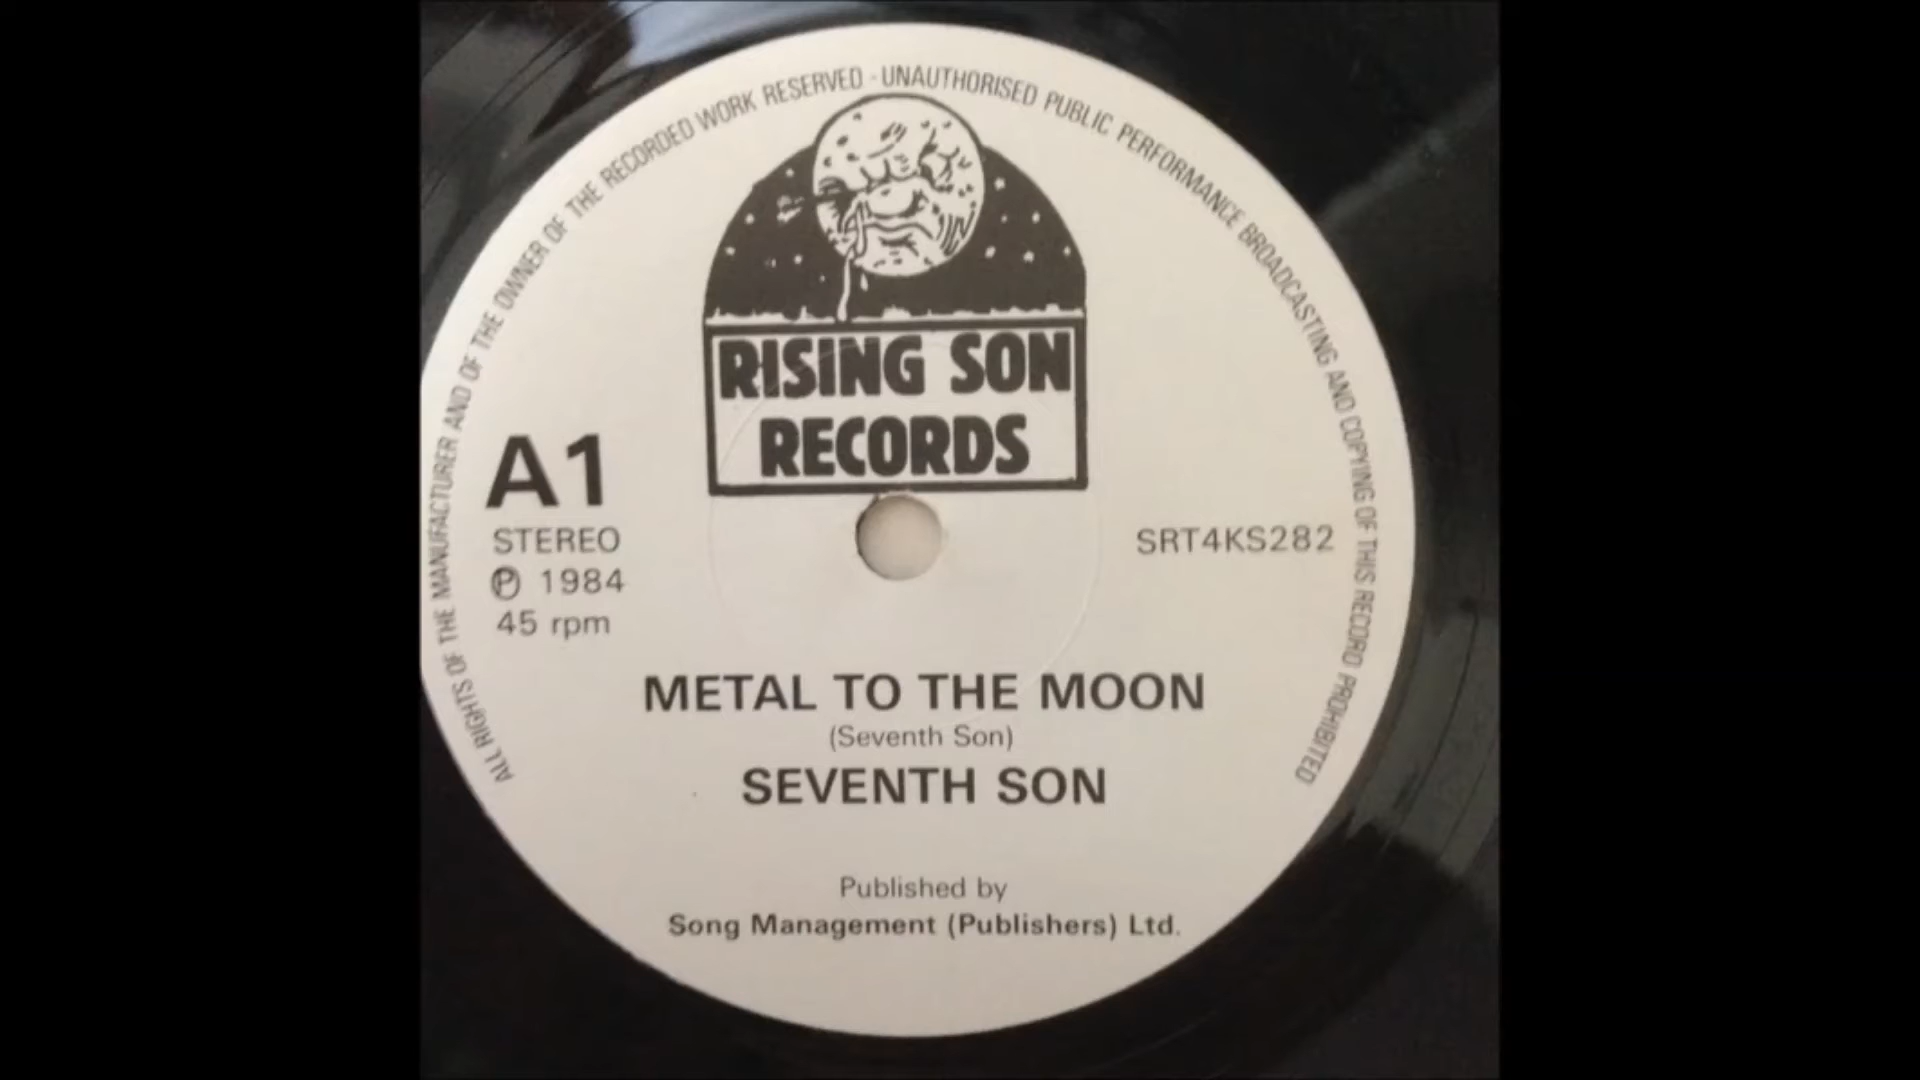 ALL RIGHTS OF THE MANUFACTURER AND OF THE OWNER OF THE RECORDED WORK RESERVED - UNAUTHORISED PUBLIC PERFORMANCE BROADCASTING AND COPYING OF THIS RECORD PROHIBITED
RISING SON
RECORDS
A1
STEREO
℗ 1984
45 rpm
SRT4KS282
METAL TO THE MOON
(Seventh Son)
SEVENTH SON
Published by
Song Management (Publishers) Ltd.